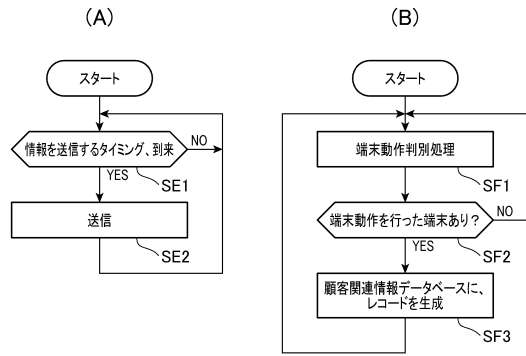 (A)
スタート
情報を送信するタイミング、到来
NO
YES
SE1
送信
SE2
(B)
スタート
端末動作判別処理
SF1
端末動作を行った端末あり？
NO
YES
SF2
顧客関連情報データベースに、
レコードを生成
SF3